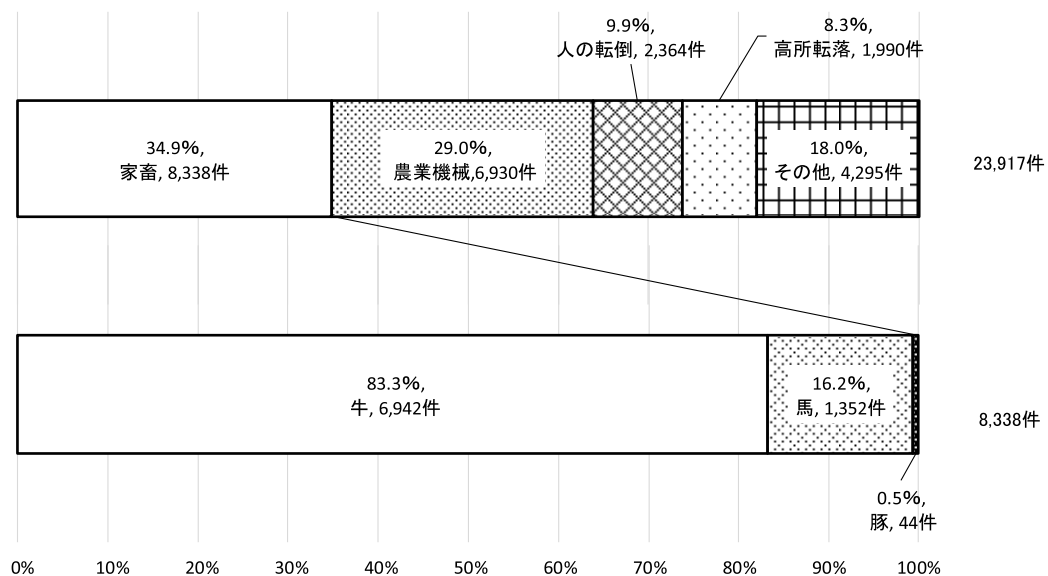 9.9%,
人の転倒, 2,364件
8.3%,
高所転落, 1,990件
34.9%,
家畜, 8,338件
29.0%,
農業機械,6,930件
18.0%,
その他, 4,295件
23,917件
83.3%,
牛, 6,942件
16.2%,
馬, 1,352件
8,338件
0.5%,
豚, 44件
0% 10% 20% 30% 40% 50% 60% 70% 80% 90% 100%